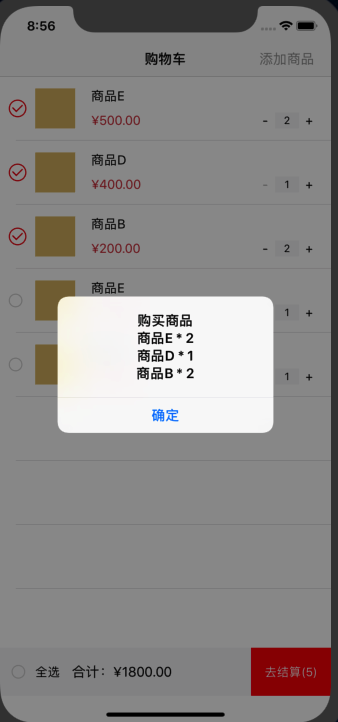 8:56
购物车
添加商品
商品E
¥500.00
- 2 +
商品D
¥400.00
- 1 +
商品B
¥200.00
- 2 +
商品E
1 +
1 +
购买商品
商品E * 2
商品D * 1
商品B * 2
确定
全选 合计：¥1800.00
去结算(5)